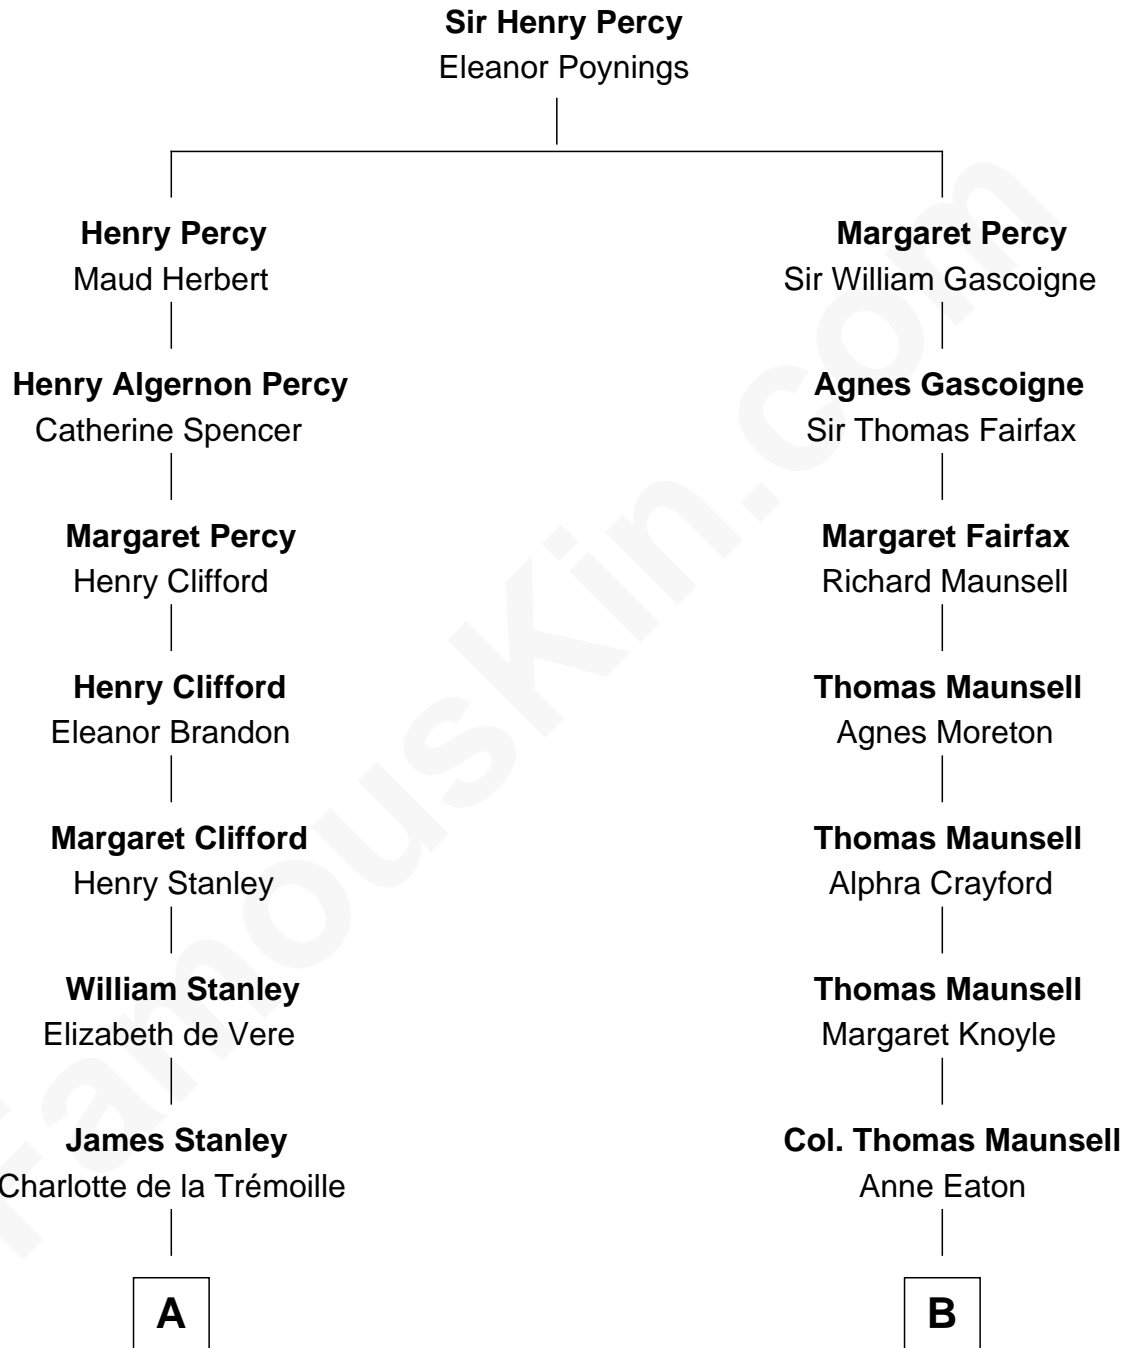 Sir Henry Percy
Eleanor Poynings
Henry Percy
Maud Herbert
Margaret Percy
Sir William Gascoigne
Henry Algernon Percy
Catherine Spencer
Agnes Gascoigne
Sir Thomas Fairfax
Margaret Percy
Henry Clifford
Margaret Fairfax
Richard Maunsell
Henry Clifford
Eleanor Brandon
Thomas Maunsell
Agnes Moreton
Margaret Clifford
Henry Stanley
Thomas Maunsell
Alphra Crayford
William Stanley
Elizabeth de Vere
Thomas Maunsell
Margaret Knoyle
James Stanley
Charlotte de la Trémoille
Col. Thomas Maunsell
Anne Eaton
A
B
FamousKin.com